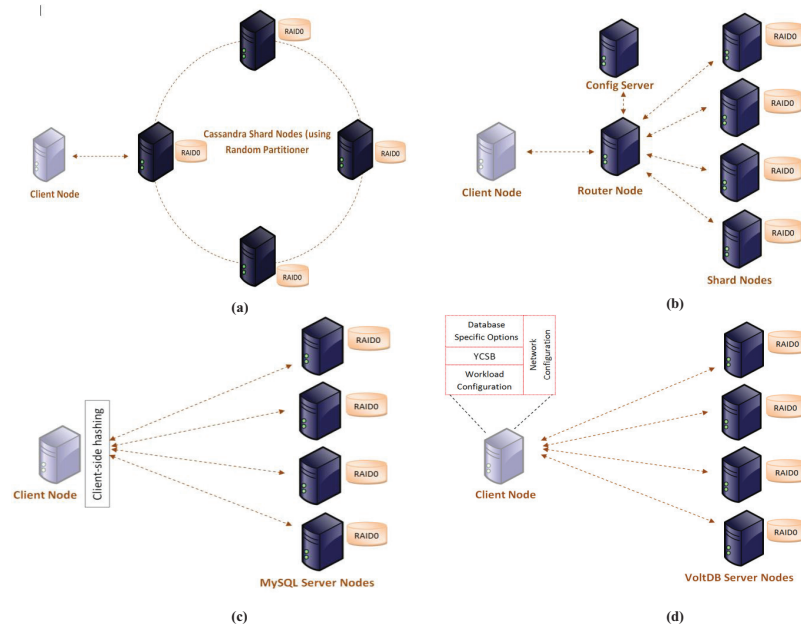 RAID0
Cassandra Shard Nodes (using
Random Partitioner
RAID0
RAID0
Client Node
RAID0
(a)
RAID0
Config Server
RAID0
Client Node
Router Node
RAID0
RAID0
Shard Nodes
(b)
RAID0
Client-side hashing
RAID0
Client Node
RAID0
RAID0
MySQL Server Nodes
(c)
Database
Specific Options
YCSB
Workload
Configuration
Network
Configuration
RAID0
RAID0
Client Node
RAID0
RAID0
VoltDB Server Nodes
(d)